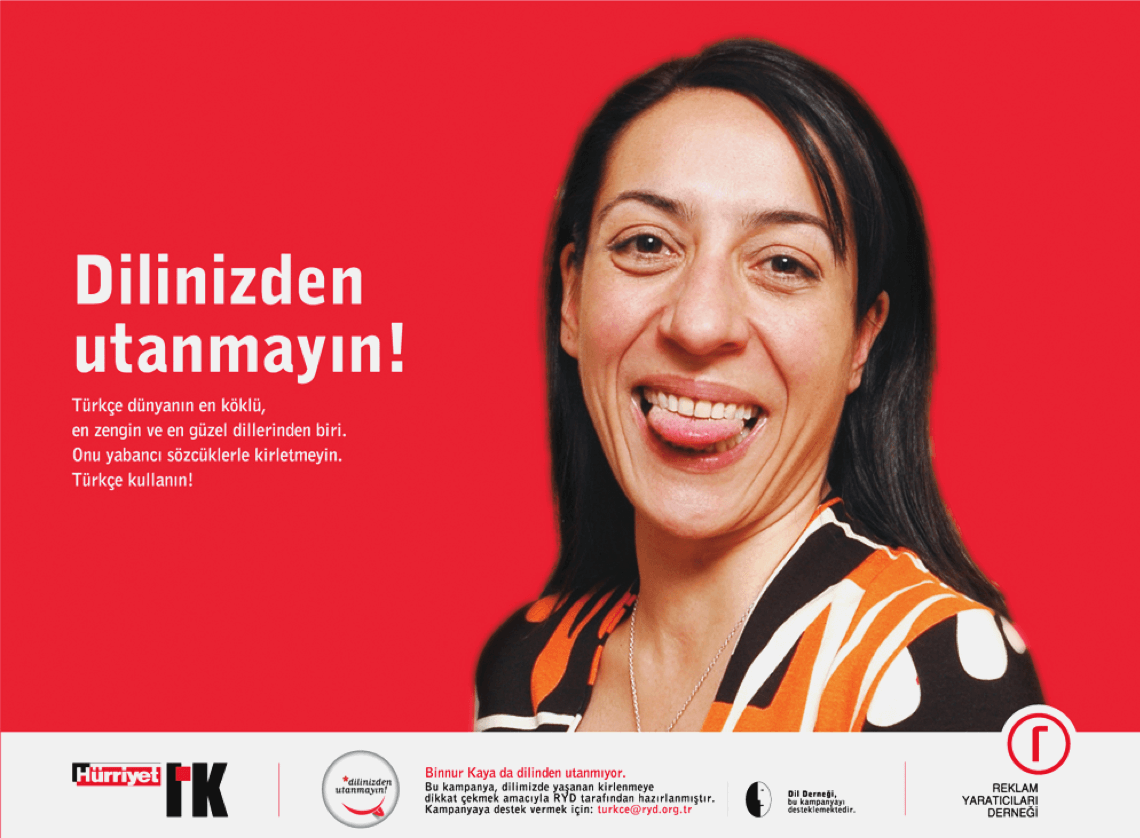 Dilinizden
utanmayın!
Türkçe dünyanın en köklü,
en zengin ve en güzel dillerinden biri.
Onu yabancı sözcüklerle kirletmeyin.
Türkçe kullanın!
Hürriyet
İK
*dilinizden
utanmayın!
Binnur Kaya da dilinden utanmıyor.
Bu kampanya, dilimizde yaşanan kirlenmeye
dikkat çekmek amacıyla RYD tarafından hazırlanmıştır.
Kampanyaya destek vermek için: turkce@ryd.org.tr
Dil Derneği,
bu kampanyayı
desteklemektedir.
r
REKLAM
YARATICILARI
DERNEĞİ